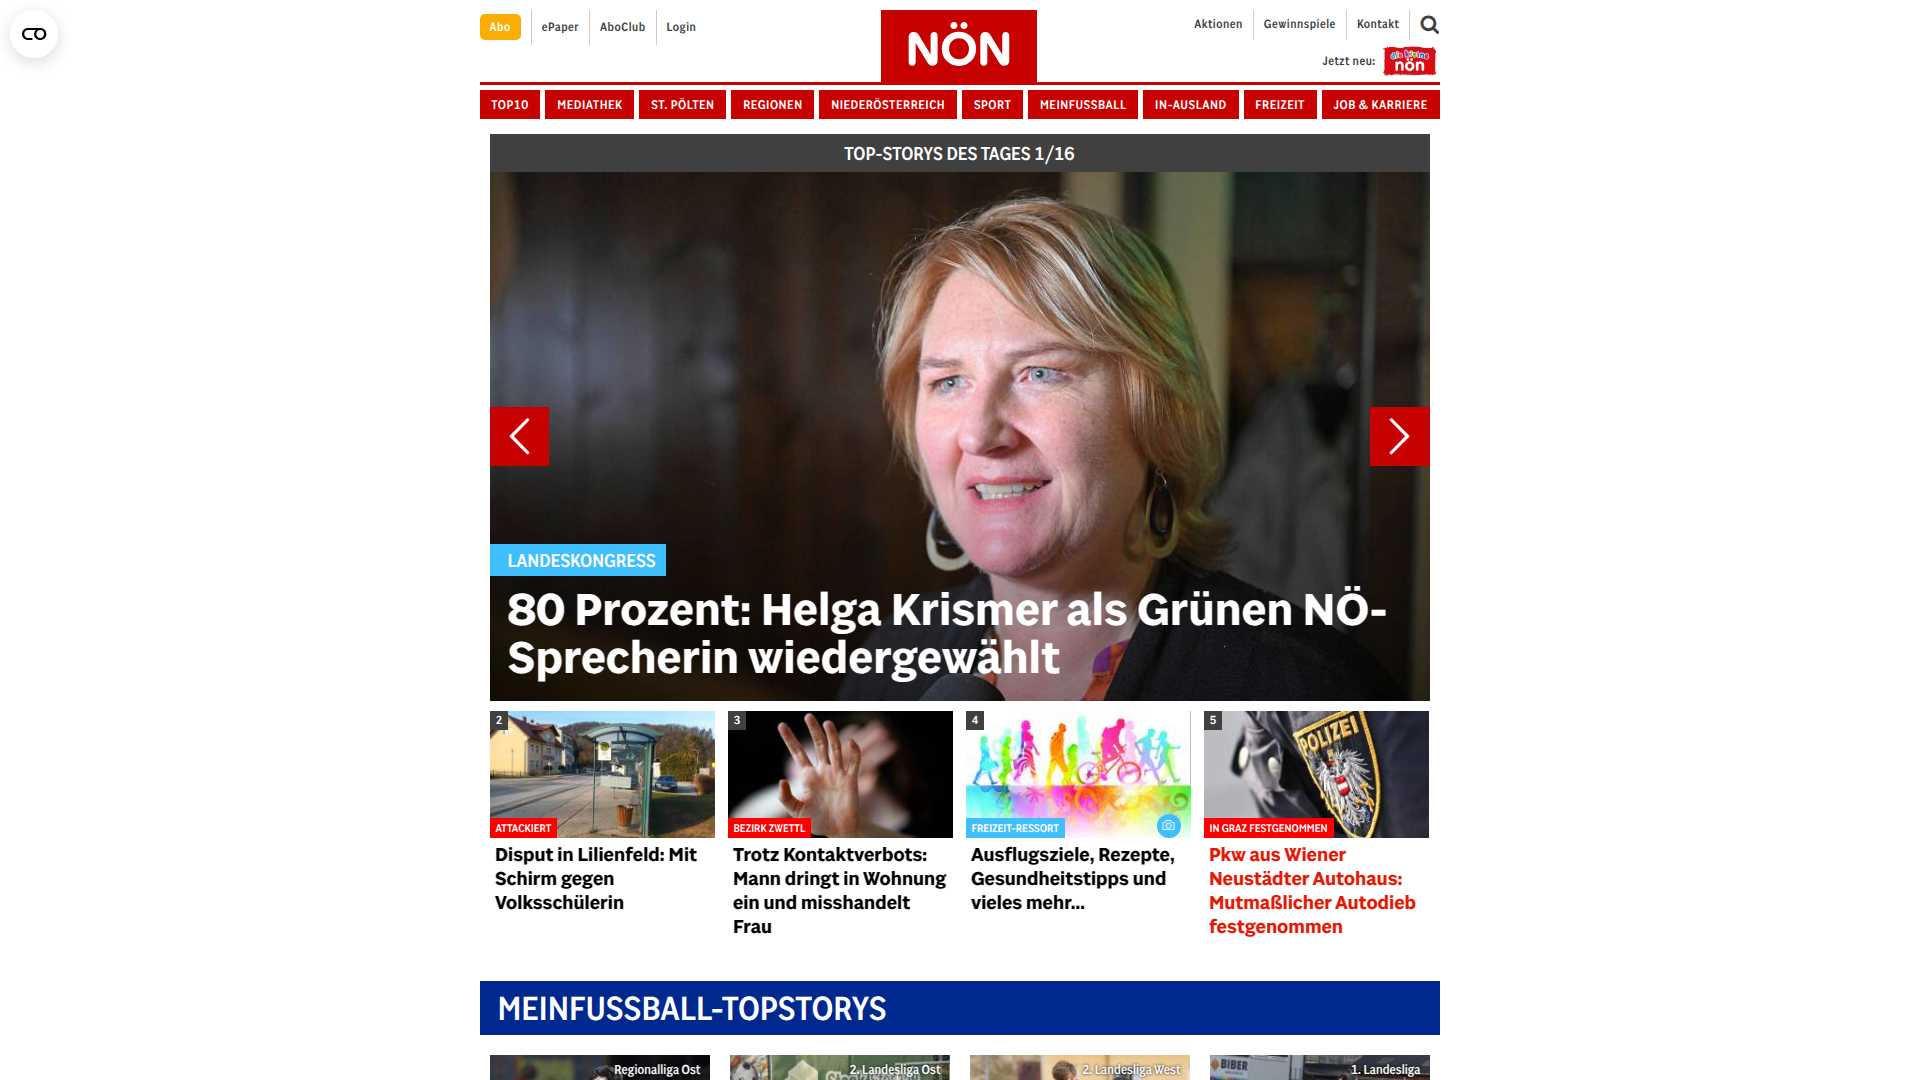 Abo
ePaper
AboClub
Login
NÖN
Aktionen
Gewinnspiele
Kontakt
Jetzt neu:
die kleine
nön
TOP10
MEDIATHEK
ST. PÖLTEN
REGIONEN
NIEDERÖSTERREICH
SPORT
MEINFUSSBALL
IN-AUSLAND
FREIZEIT
JOB & KARRIERE
TOP-STORYS DES TAGES 1/16
LANDESKONGRESS
80 Prozent: Helga Krismer als Grünen NÖ-
Sprecherin wiedergewählt
2
ATTACKIERT
Disput in Lilienfeld: Mit
Schirm gegen
Volksschülerin
3
BEZIRK ZWETTL
Trotz Kontaktverbots:
Mann dringt in Wohnung
ein und misshandelt
Frau
4
FREIZEIT-RESSORT
Ausflugsziele, Rezepte,
Gesundheitstipps und
vieles mehr...
5
POLIZEI
IN GRAZ FESTGENOMMEN
Pkw aus Wiener
Neustädter Autohaus:
Mutmaßlicher Autodieb
festgenommen
MEINFUSSBALL-TOPSTORYS
Regionalliga Ost
2. Landesliga Ost
2. Landesliga West
BIBER
1. Landesliga